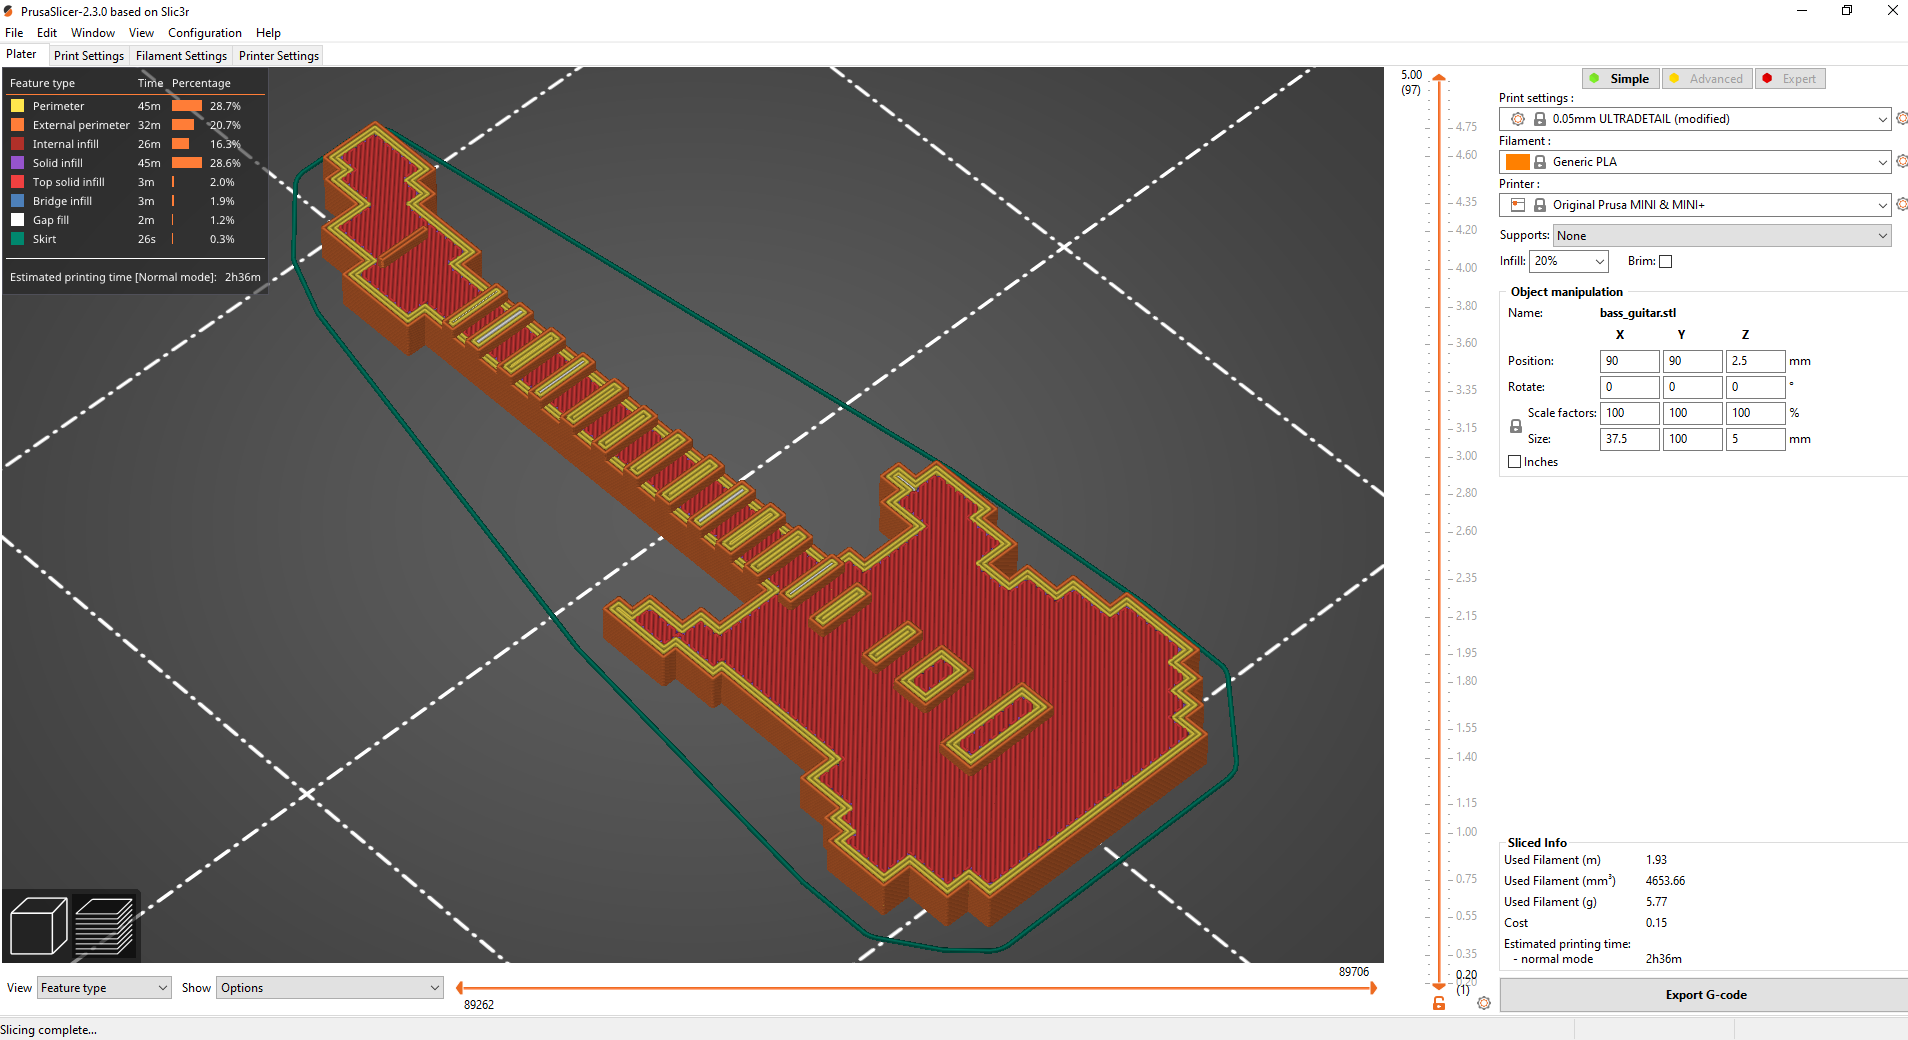 PrusaSlicer-2.3.0 based on Slic3r
File Edit Window View Configuration Help
Plater Print Settings Filament Settings Printer Settings
Feature type Time Percentage
Perimeter 45m 28.7%
External perimeter 32m 20.7%
Internal infill 26m 16.3%
Solid infill 45m 28.6%
Top solid infill 3m 2.0%
Bridge infill 3m 1.9%
Gap fill 2m 1.2%
Skirt 26s 0.3%
Estimated printing time [Normal mode]: 2h36m
5.00
(97)
4.75
4.60
4.35
4.20
4.00
3.80
3.60
3.35
3.15
3.00
2.80
2.60
2.35
2.15
1.95
1.80
1.55
1.40
1.15
1.00
0.75
0.55
0.35
0.20
0.20
(1)
Simple Advanced Expert
Print settings :
0.05mm ULTRADETAIL (modified)
Filament :
Generic PLA
Printer :
Original Prusa MINI & MINI+
Supports: None
Infill: 20% Brim:
Object manipulation
Name: bass_guitar.stl
X Y Z
Position: 90 90 2.5 mm
Rotate: 0 0 0 °
Scale factors: 100 100 100 %
Size: 37.5 100 5 mm
Inches
Sliced Info
Used Filament (m) 1.93
Used Filament (mm³) 4653.66
Used Filament (g) 5.77
Cost 0.15
Estimated printing time:
- normal mode 2h36m
Export G-code
View Feature type Show Options
89706
89262
Slicing complete...